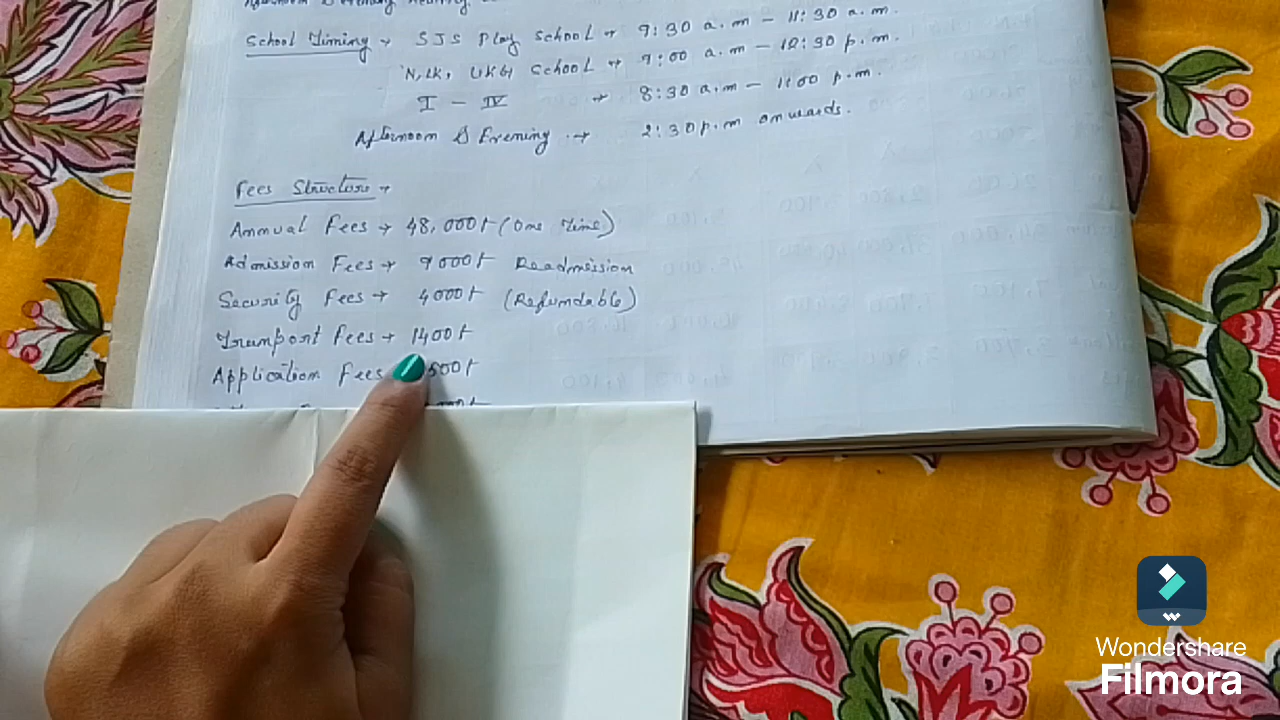 School Timing → SJS Play School → 9:30 a.m – 11:30 a.m.
N, LK, UKG School → 9:00 a.m – 12:30 p.m.
I – IV → 8:30 a.m – 1:00 p.m.
Afternoon & Evening → 2:30 p.m onwards.
Fees Structure →
Annual Fees → 48,000/- (One Time)
Admission Fees → 9000/- Readmission
Security Fees → 4000/- (Refundable)
Transport Fees → 1400/-
Application Fees 500/-
Wondershare
Filmora